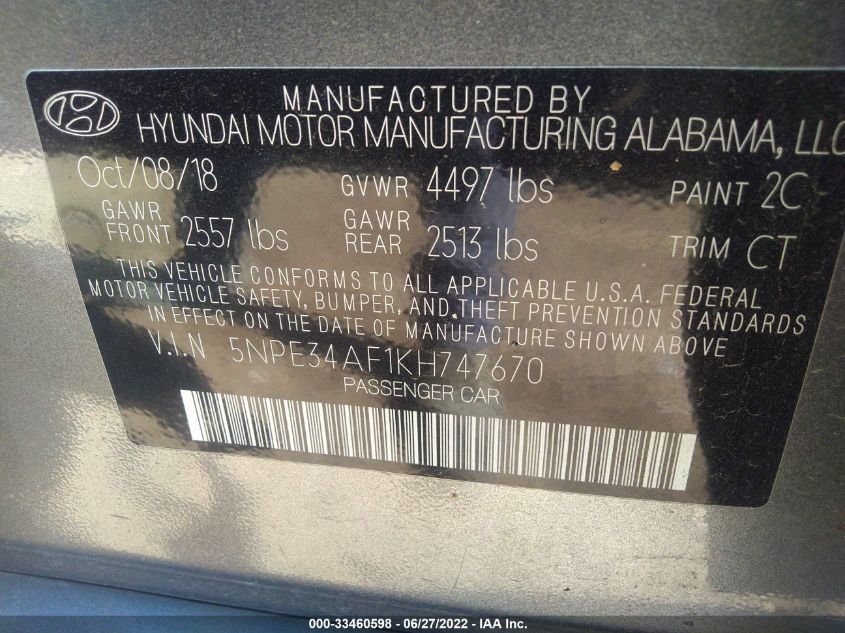 MANUFACTURED BY
HYUNDAI MOTOR MANUFACTURING ALABAMA, LLC
Oct/08/18 GVWR 4497 lbs PAINT 2C
GAWR FRONT 2557 lbs GAWR REAR 2513 lbs TRIM CT
THIS VEHICLE CONFORMS TO ALL APPLICABLE U.S.A. FEDERAL
MOTOR VEHICLE SAFETY, BUMPER, AND THEFT PREVENTION STANDARDS
IN EFFECT ON THE DATE OF MANUFACTURE SHOWN ABOVE
V.I.N 5NPE34AF1KH747670
PASSENGER CAR
000-33460598 - 06/27/2022 - IAA Inc.